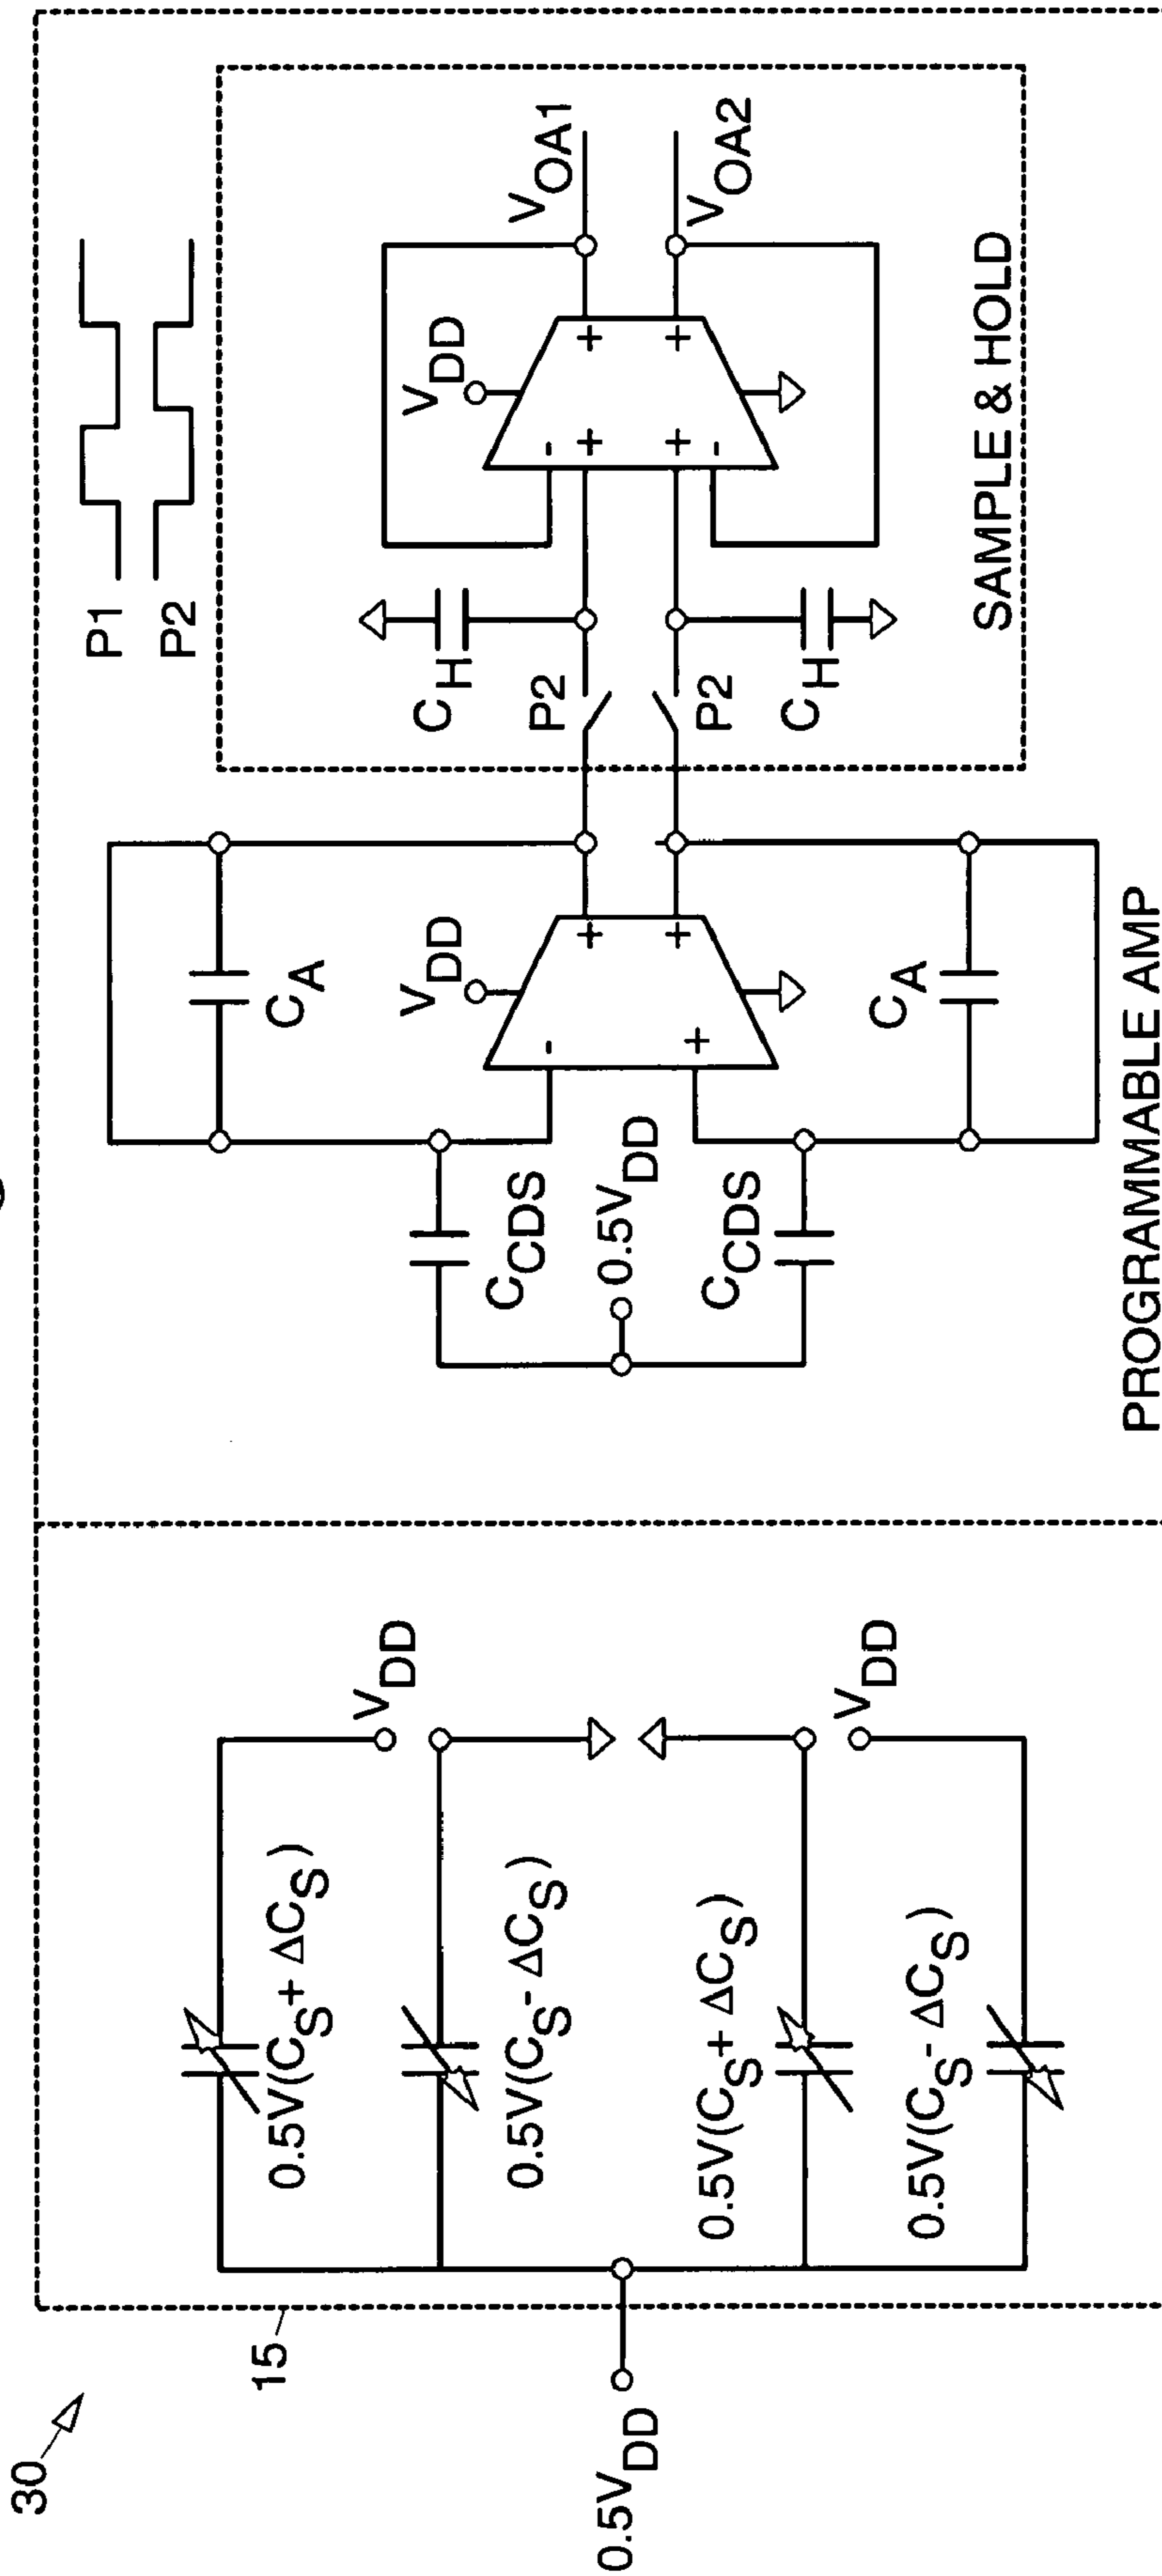 30
15
0.5V_DD
0.5V(C_S + ΔC_S)
0.5V(C_S - ΔC_S)
0.5V(C_S + ΔC_S)
0.5V(C_S - ΔC_S)
V_DD
V_DD
C_CDS
0.5V_DD
C_CDS
C_A
V_DD
-
+
+
+
C_A
PROGRAMMABLE AMP
P1
P2
P2
P2
C_H
C_H
V_DD
-
+
+
-
+
+
V_OA1
V_OA2
SAMPLE & HOLD